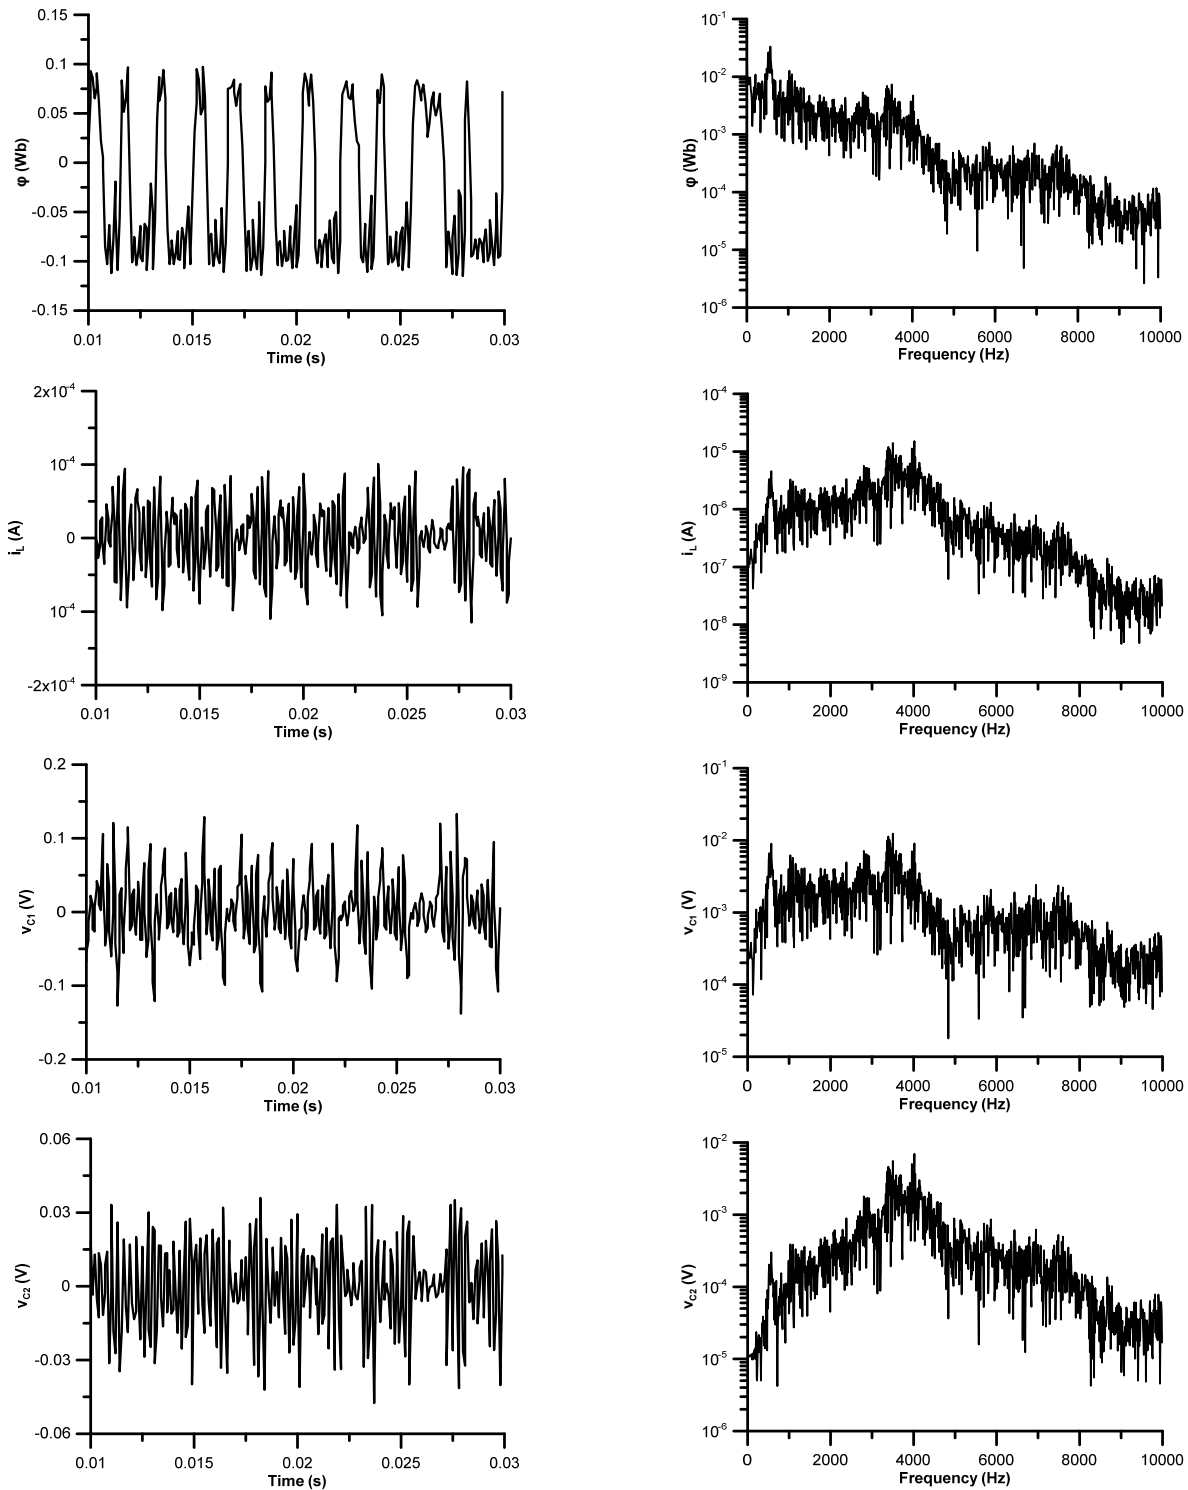 0.15
0.1
0.05
0
-0.05
-0.1
-0.15
φ (Wb)
0.01 0.015 0.02 0.025 0.03
Time (s)
10⁻¹
10⁻²
10⁻³
10⁻⁴
10⁻⁵
10⁻⁶
φ (Wb)
0 2000 4000 6000 8000 10000
Frequency (Hz)
2x10⁻⁴
10⁻⁴
0
10⁻⁴
-2x10⁻⁴
i_L (A)
0.01 0.015 0.02 0.025 0.03
Time (s)
10⁻⁴
10⁻⁵
10⁻⁶
10⁻⁷
10⁻⁸
10⁻⁹
i_L (A)
0 2000 4000 6000 8000 10000
Frequency (Hz)
0.2
0.1
0
-0.1
-0.2
v_C1 (V)
0.01 0.015 0.02 0.025 0.03
Time (s)
10⁻¹
10⁻²
10⁻³
10⁻⁴
10⁻⁵
v_C1 (V)
0 2000 4000 6000 8000 10000
Frequency (Hz)
0.06
0.03
0
-0.03
-0.06
v_C2 (V)
0.01 0.015 0.02 0.025 0.03
Time (s)
10⁻²
10⁻³
10⁻⁴
10⁻⁵
10⁻⁶
v_C2 (V)
0 2000 4000 6000 8000 10000
Frequency (Hz)